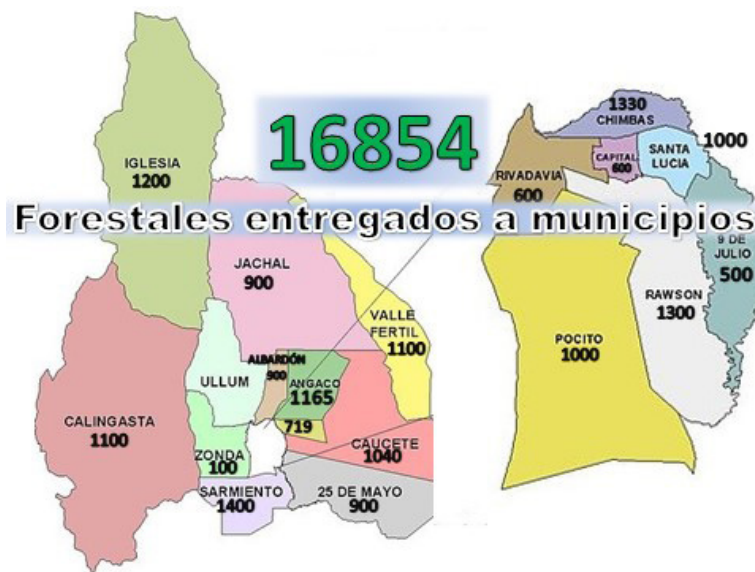 16854
Forestales entregados a municipios
IGLESIA
1200
JACHAL
900
VALLE
FERTIL
1100
ALBARDÓN
900
ANGACO
1165
ULLUM
719
CALINGASTA
1100
ZONDA
100
CAUCETE
1040
SARMIENTO
1400
25 DE MAYO
900
1330
CHIMBAS
1000
SANTA
LUCIA
CAPITAL
600
RIVADAVIA
600
9 DE
JULIO
500
RAWSON
1300
POCITO
1000